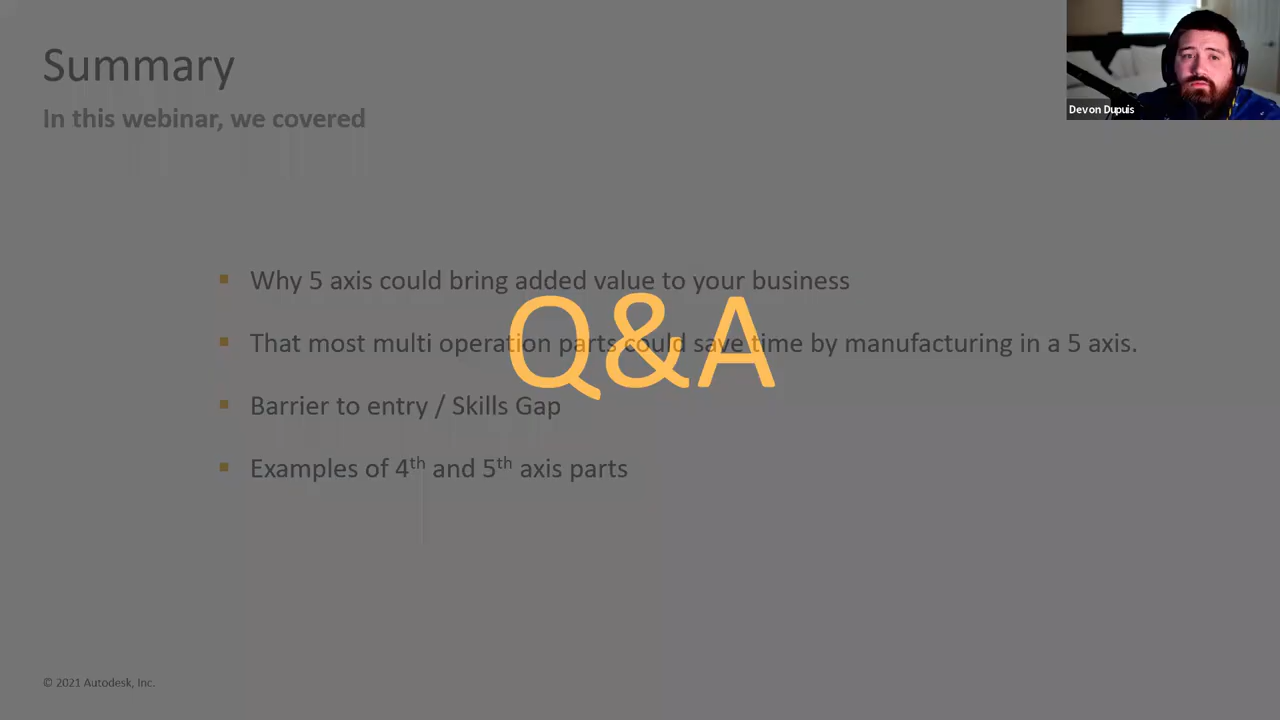 Summary
In this webinar, we covered
Devon Dupuis
▪ Why 5 axis could bring added value to your business
Q&A
▪ That most multi operation parts could save time by manufacturing in a 5 axis.
▪ Barrier to entry / Skills Gap
▪ Examples of 4th and 5th axis parts
© 2021 Autodesk, Inc.